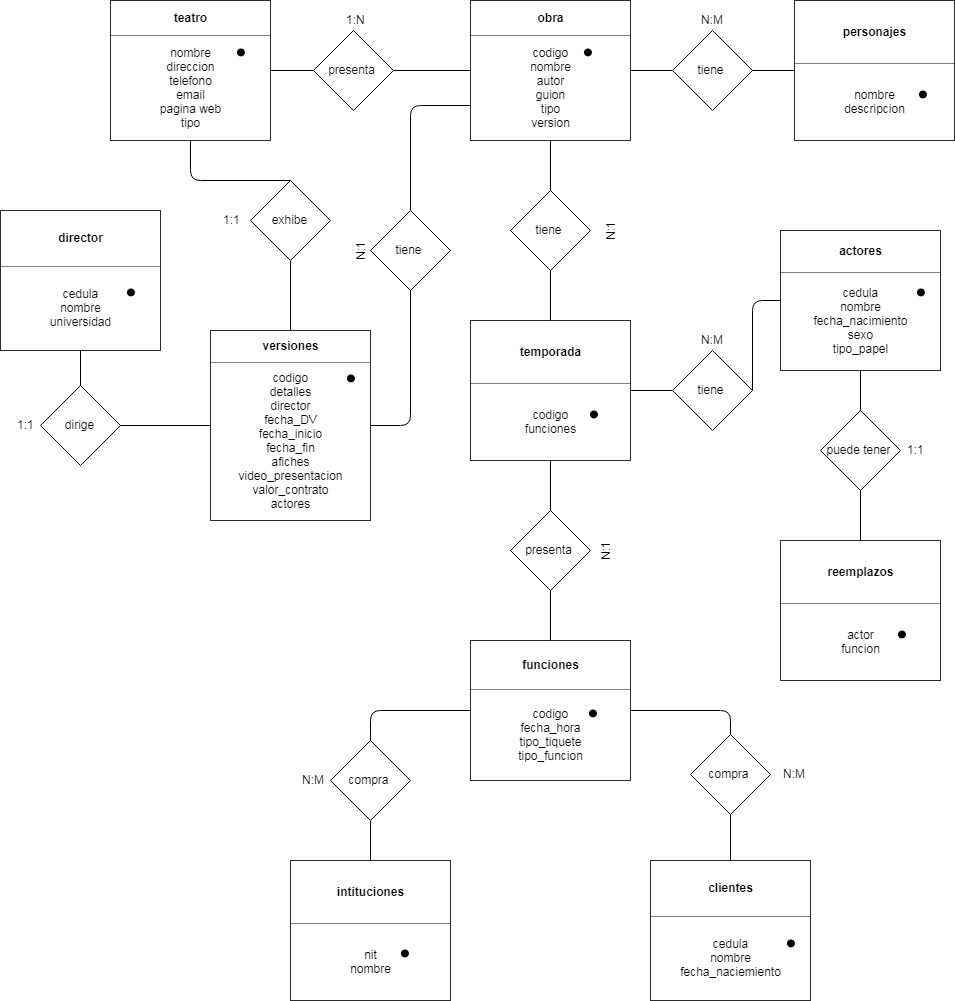 teatro
nombre
direccion
telefono
email
pagina web
tipo
1:N
presenta
obra
codigo
nombre
autor
guion
tipo
version
N:M
tiene
personajes
nombre
descripcion
1:1
exhibe
N:1
tiene
tiene
N:1
director
cedula
nombre
universidad
1:1
dirige
versiones
codigo
detalles
director
fecha_DV
fecha_inicio
fecha_fin
afiches
video_presentacion
valor_contrato
actores
temporada
codigo
funciones
N:M
tiene
actores
cedula
nombre
fecha_nacimiento
sexo
tipo_papel
puede tener
1:1
presenta
N:1
reemplazos
actor
funcion
funciones
codigo
fecha_hora
tipo_tiquete
tipo_funcion
N:M
compra
compra
N:M
intituciones
nit
nombre
clientes
cedula
nombre
fecha_naciemiento